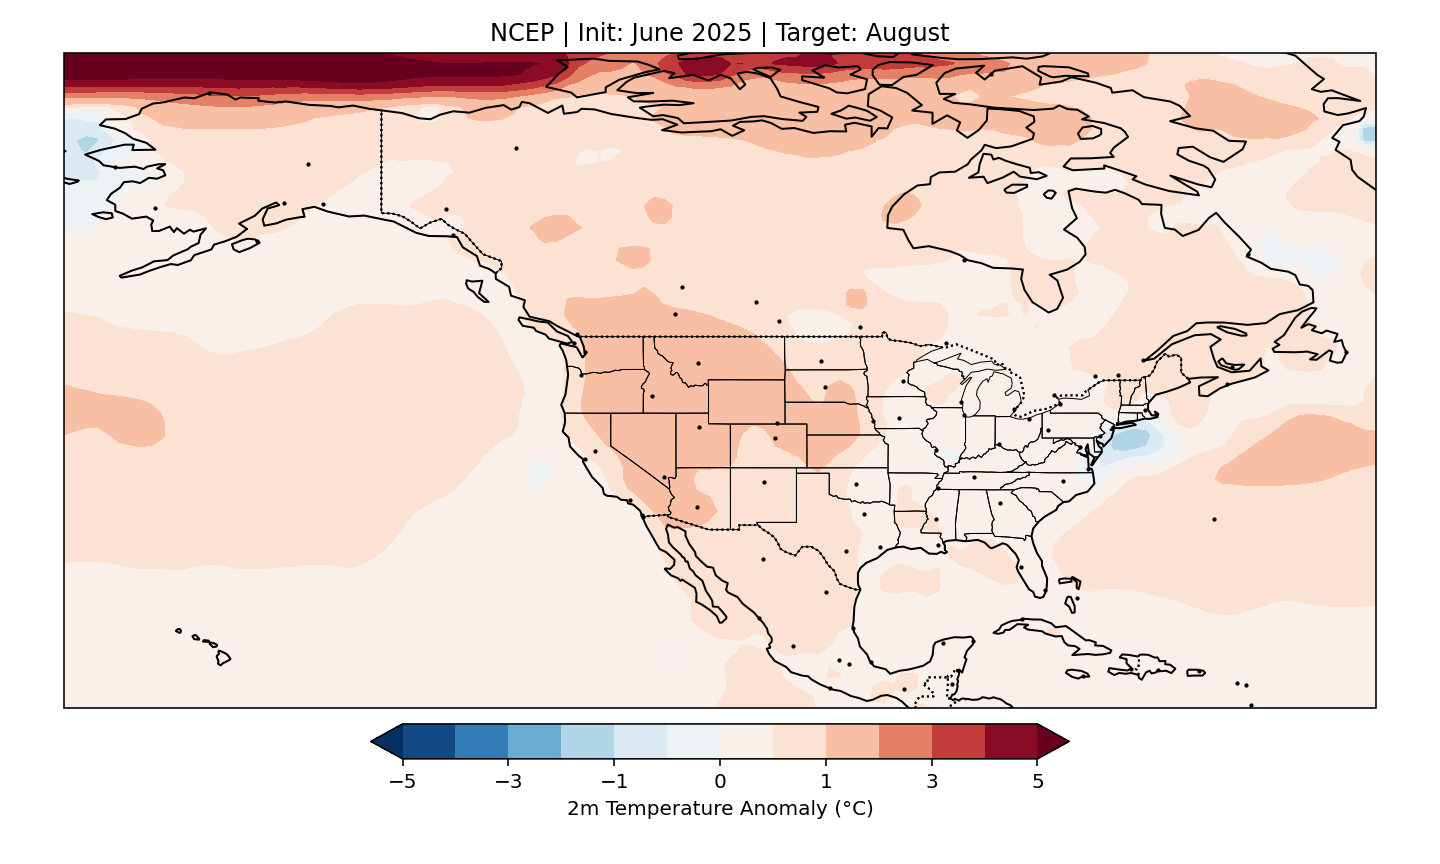 NCEP | Init: June 2025 | Target: August
−5 −3 −1 0 1 3 5
2m Temperature Anomaly (°C)